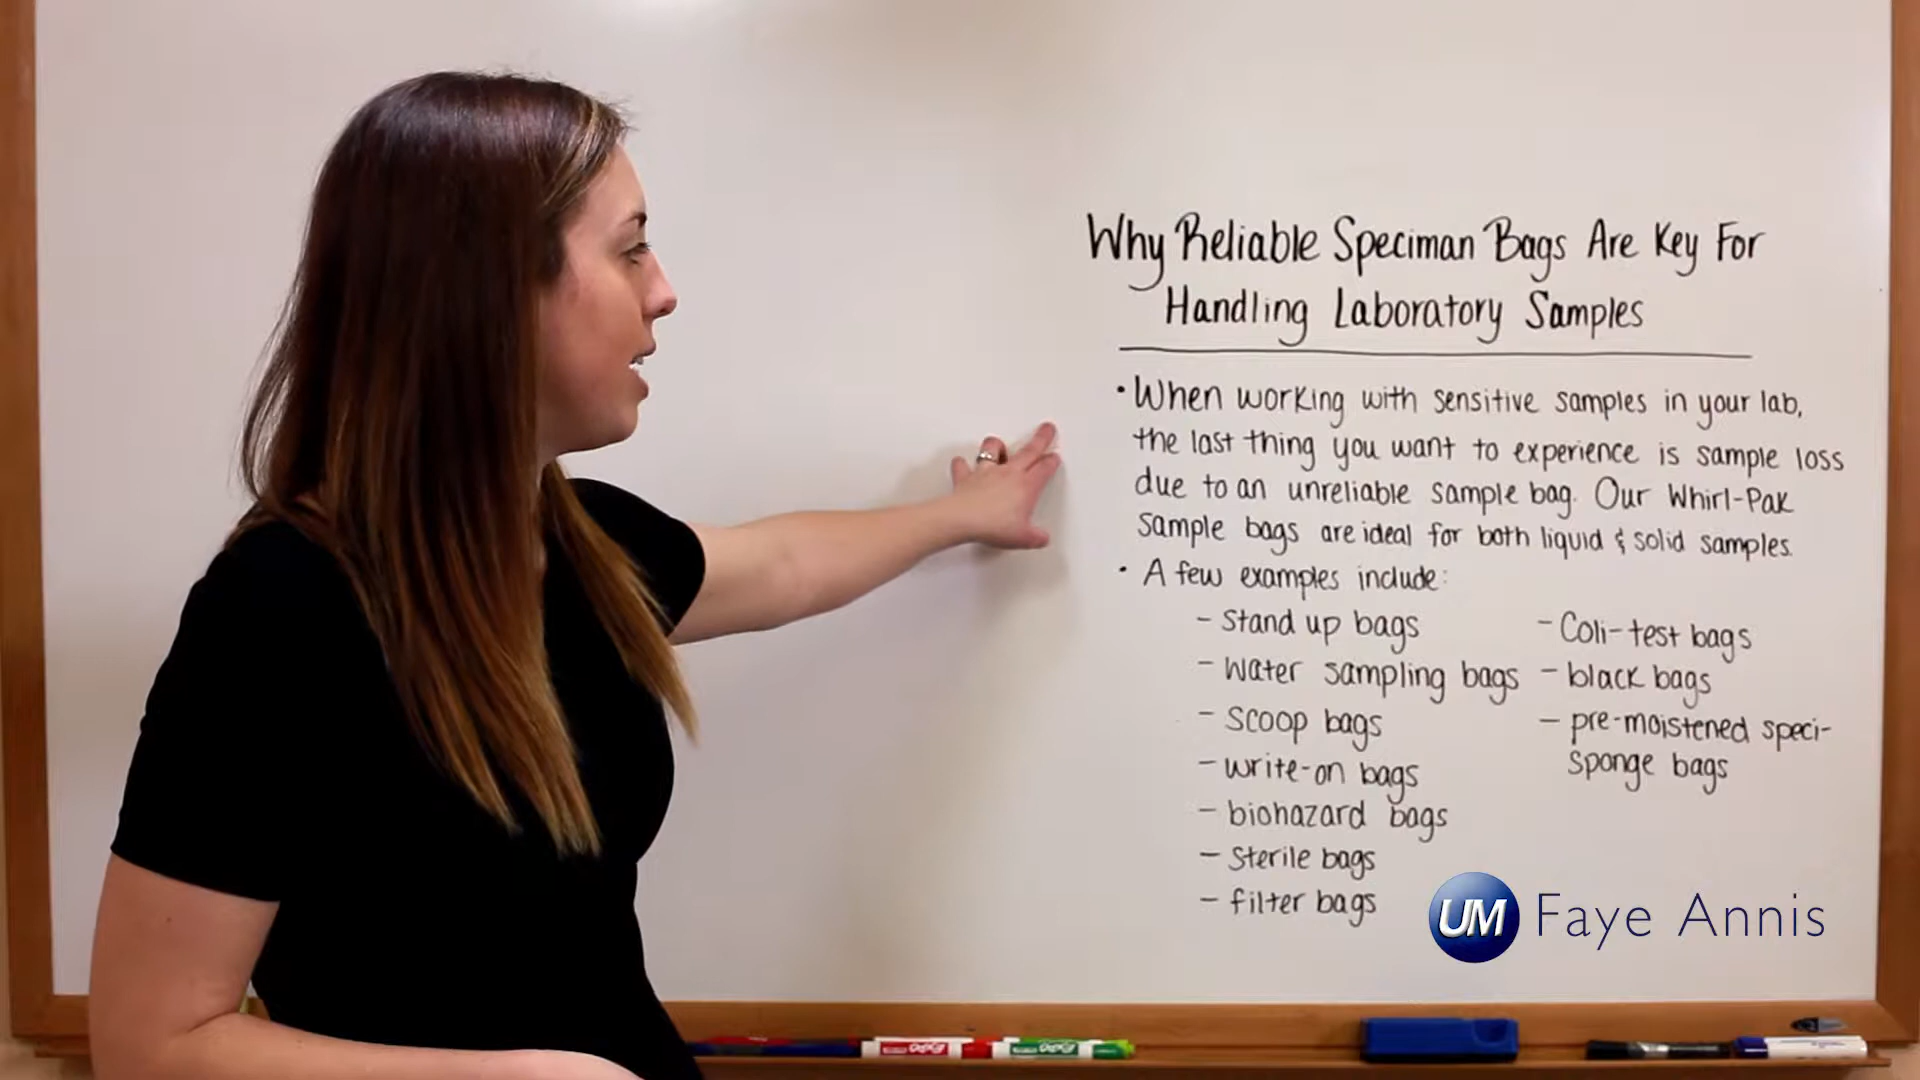 Why Reliable Speciman Bags Are Key For
Handling Laboratory Samples
• When working with sensitive samples in your lab,
the last thing you want to experience is sample loss
due to an unreliable sample bag. Our Whirl-Pak
sample bags are ideal for both liquid & solid samples.
• A few examples include:
- Stand up bags
- Water sampling bags
- Scoop bags
- write-on bags
- biohazard bags
- Sterile bags
- filter bags
- Coli-test bags
- black bags
- pre-moistened speci-
sponge bags
UM Faye Annis
EXPO
EXPO